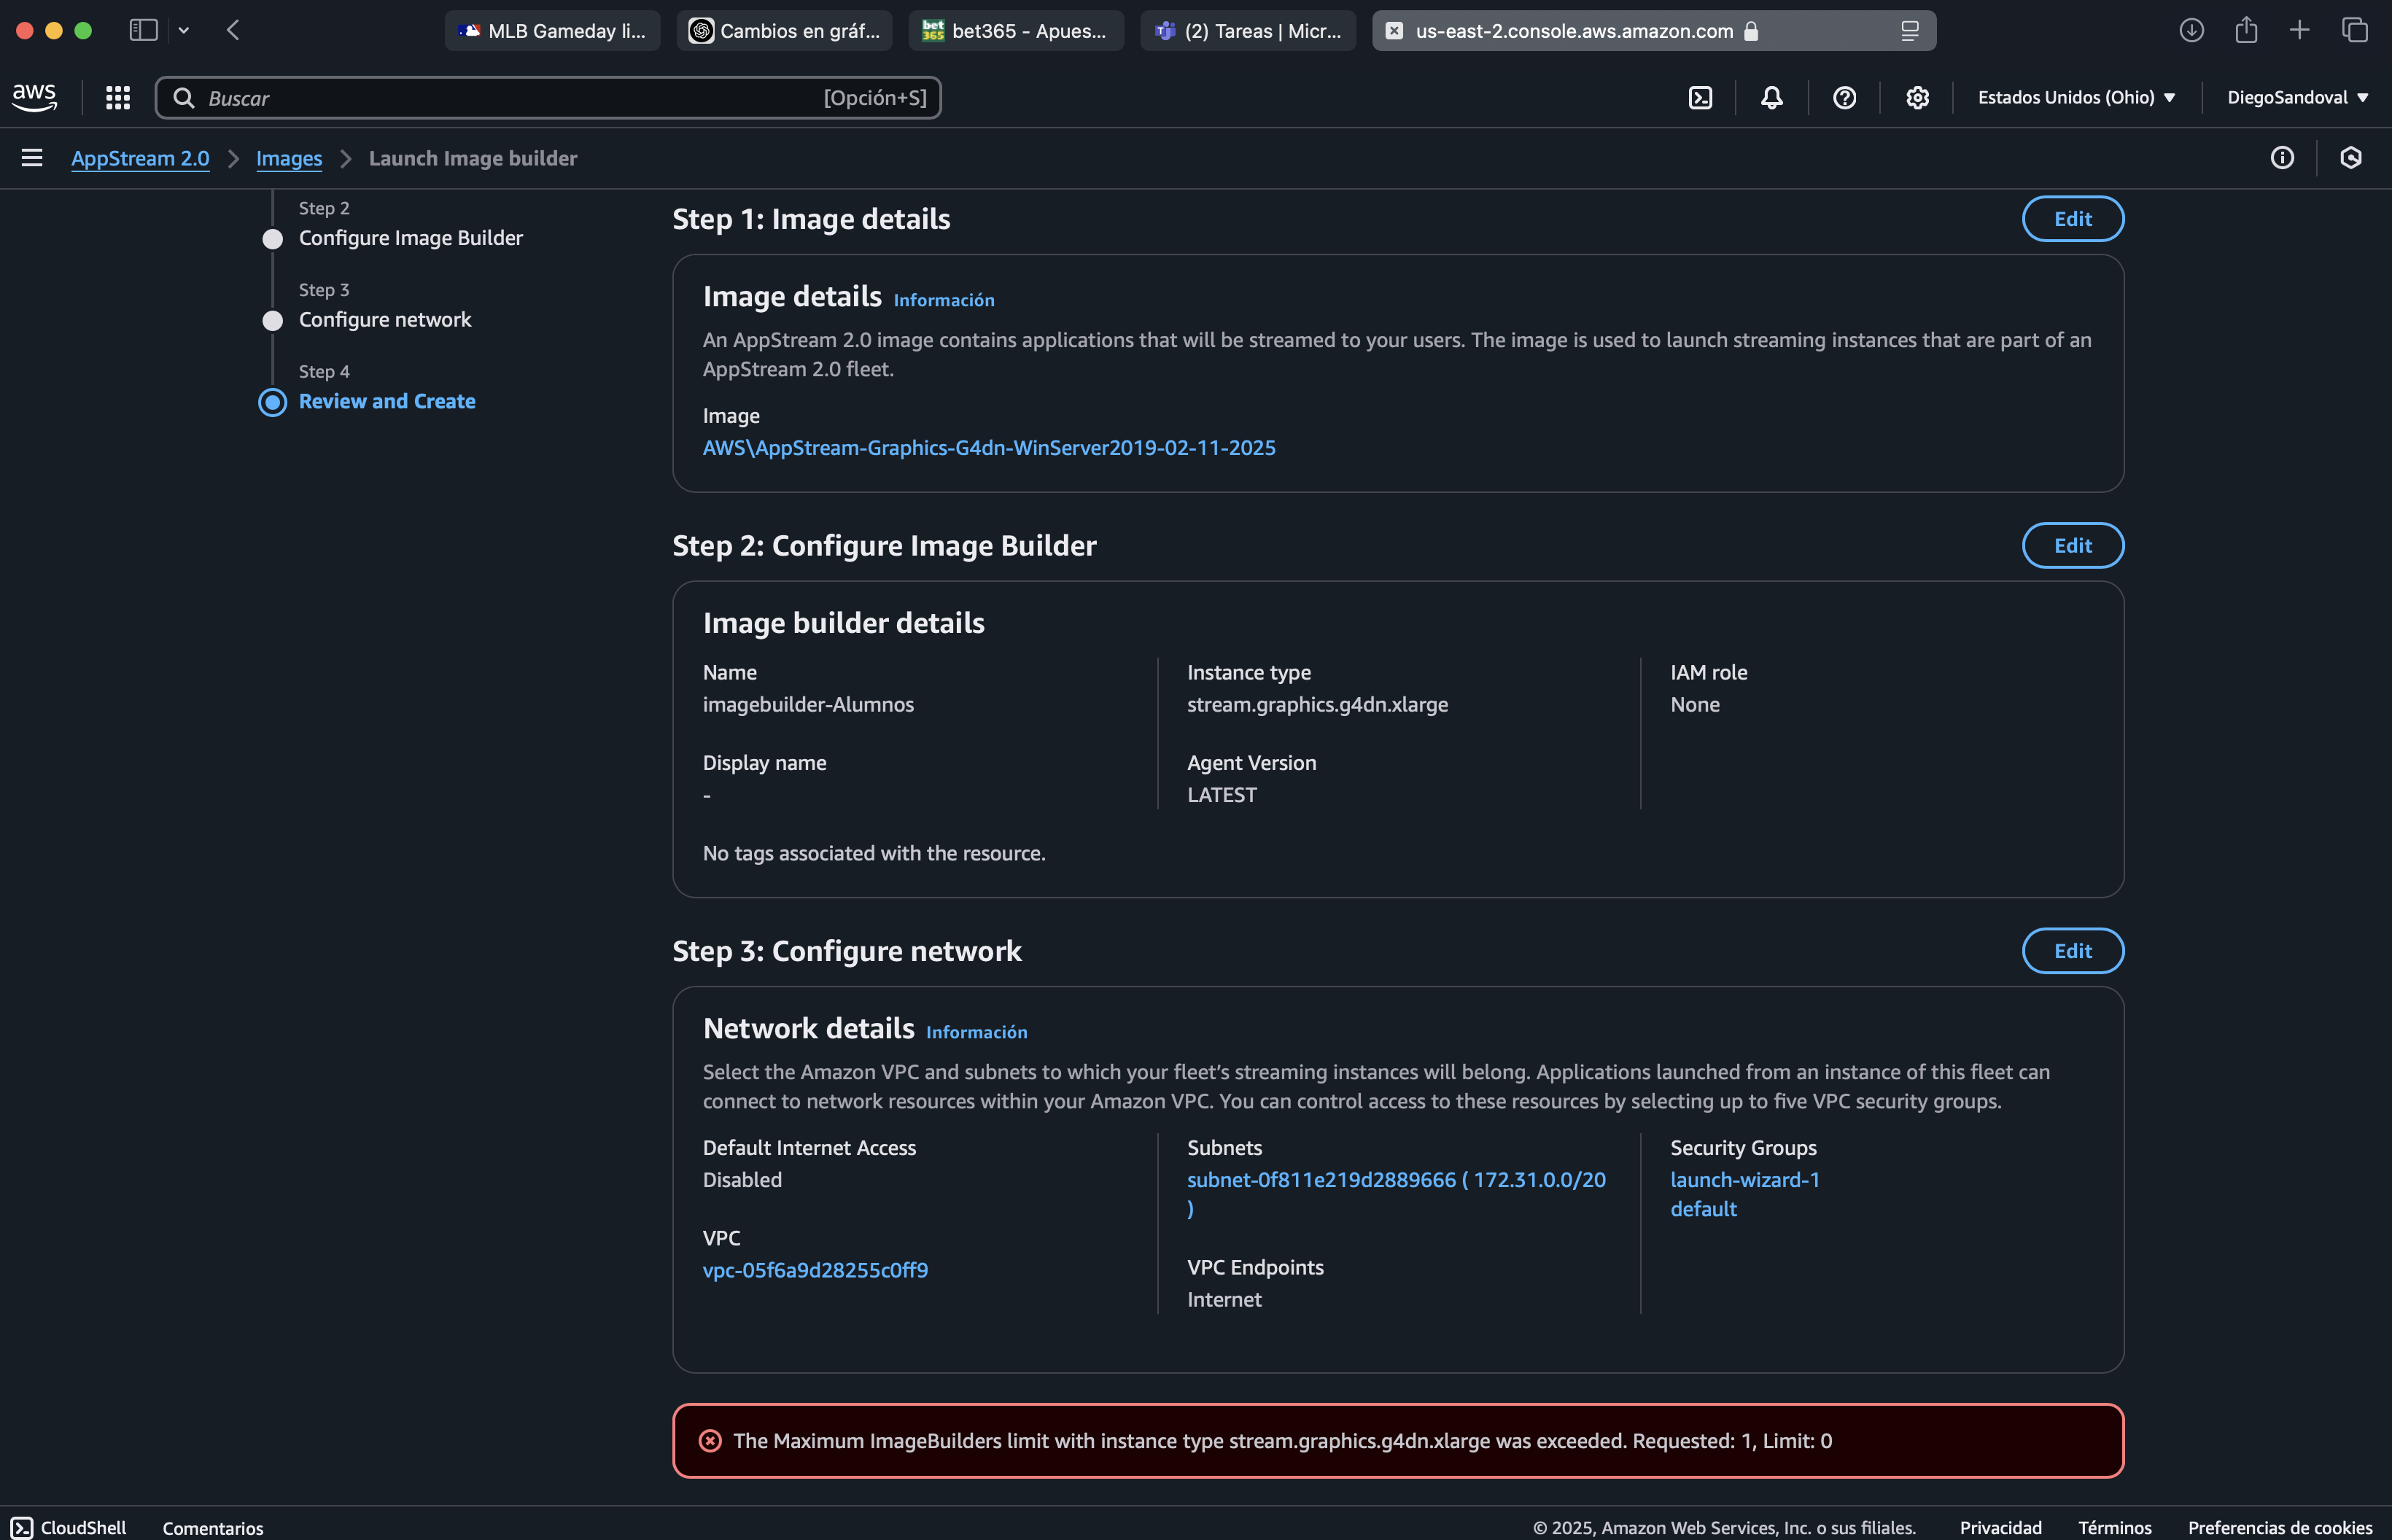 MLB Gameday li...
Cambios en gráf...
bet365 - Apues...
(2) Tareas | Micr...
us-east-2.console.aws.amazon.com
aws
Buscar
[Opción+S]
Estados Unidos (Ohio)
DiegoSandoval
AppStream 2.0
Images
Launch Image builder
Step 2
Configure Image Builder
Step 3
Configure network
Step 4
Review and Create
Step 1: Image details
Edit
Image details Información
An AppStream 2.0 image contains applications that will be streamed to your users. The image is used to launch streaming instances that are part of an
AppStream 2.0 fleet.
Image
AWS\AppStream-Graphics-G4dn-WinServer2019-02-11-2025
Step 2: Configure Image Builder
Edit
Image builder details
Name
imagebuilder-Alumnos
Display name
-
Instance type
stream.graphics.g4dn.xlarge
Agent Version
LATEST
IAM role
None
No tags associated with the resource.
Step 3: Configure network
Edit
Network details Información
Select the Amazon VPC and subnets to which your fleet's streaming instances will belong. Applications launched from an instance of this fleet can
connect to network resources within your Amazon VPC. You can control access to these resources by selecting up to five VPC security groups.
Default Internet Access
Disabled
VPC
vpc-05f6a9d28255c0ff9
Subnets
subnet-0f811e219d2889666 ( 172.31.0.0/20
)
VPC Endpoints
Internet
Security Groups
launch-wizard-1
default
The Maximum ImageBuilders limit with instance type stream.graphics.g4dn.xlarge was exceeded. Requested: 1, Limit: 0
CloudShell
Comentarios
© 2025, Amazon Web Services, Inc. o sus filiales.
Privacidad
Términos
Preferencias de cookies